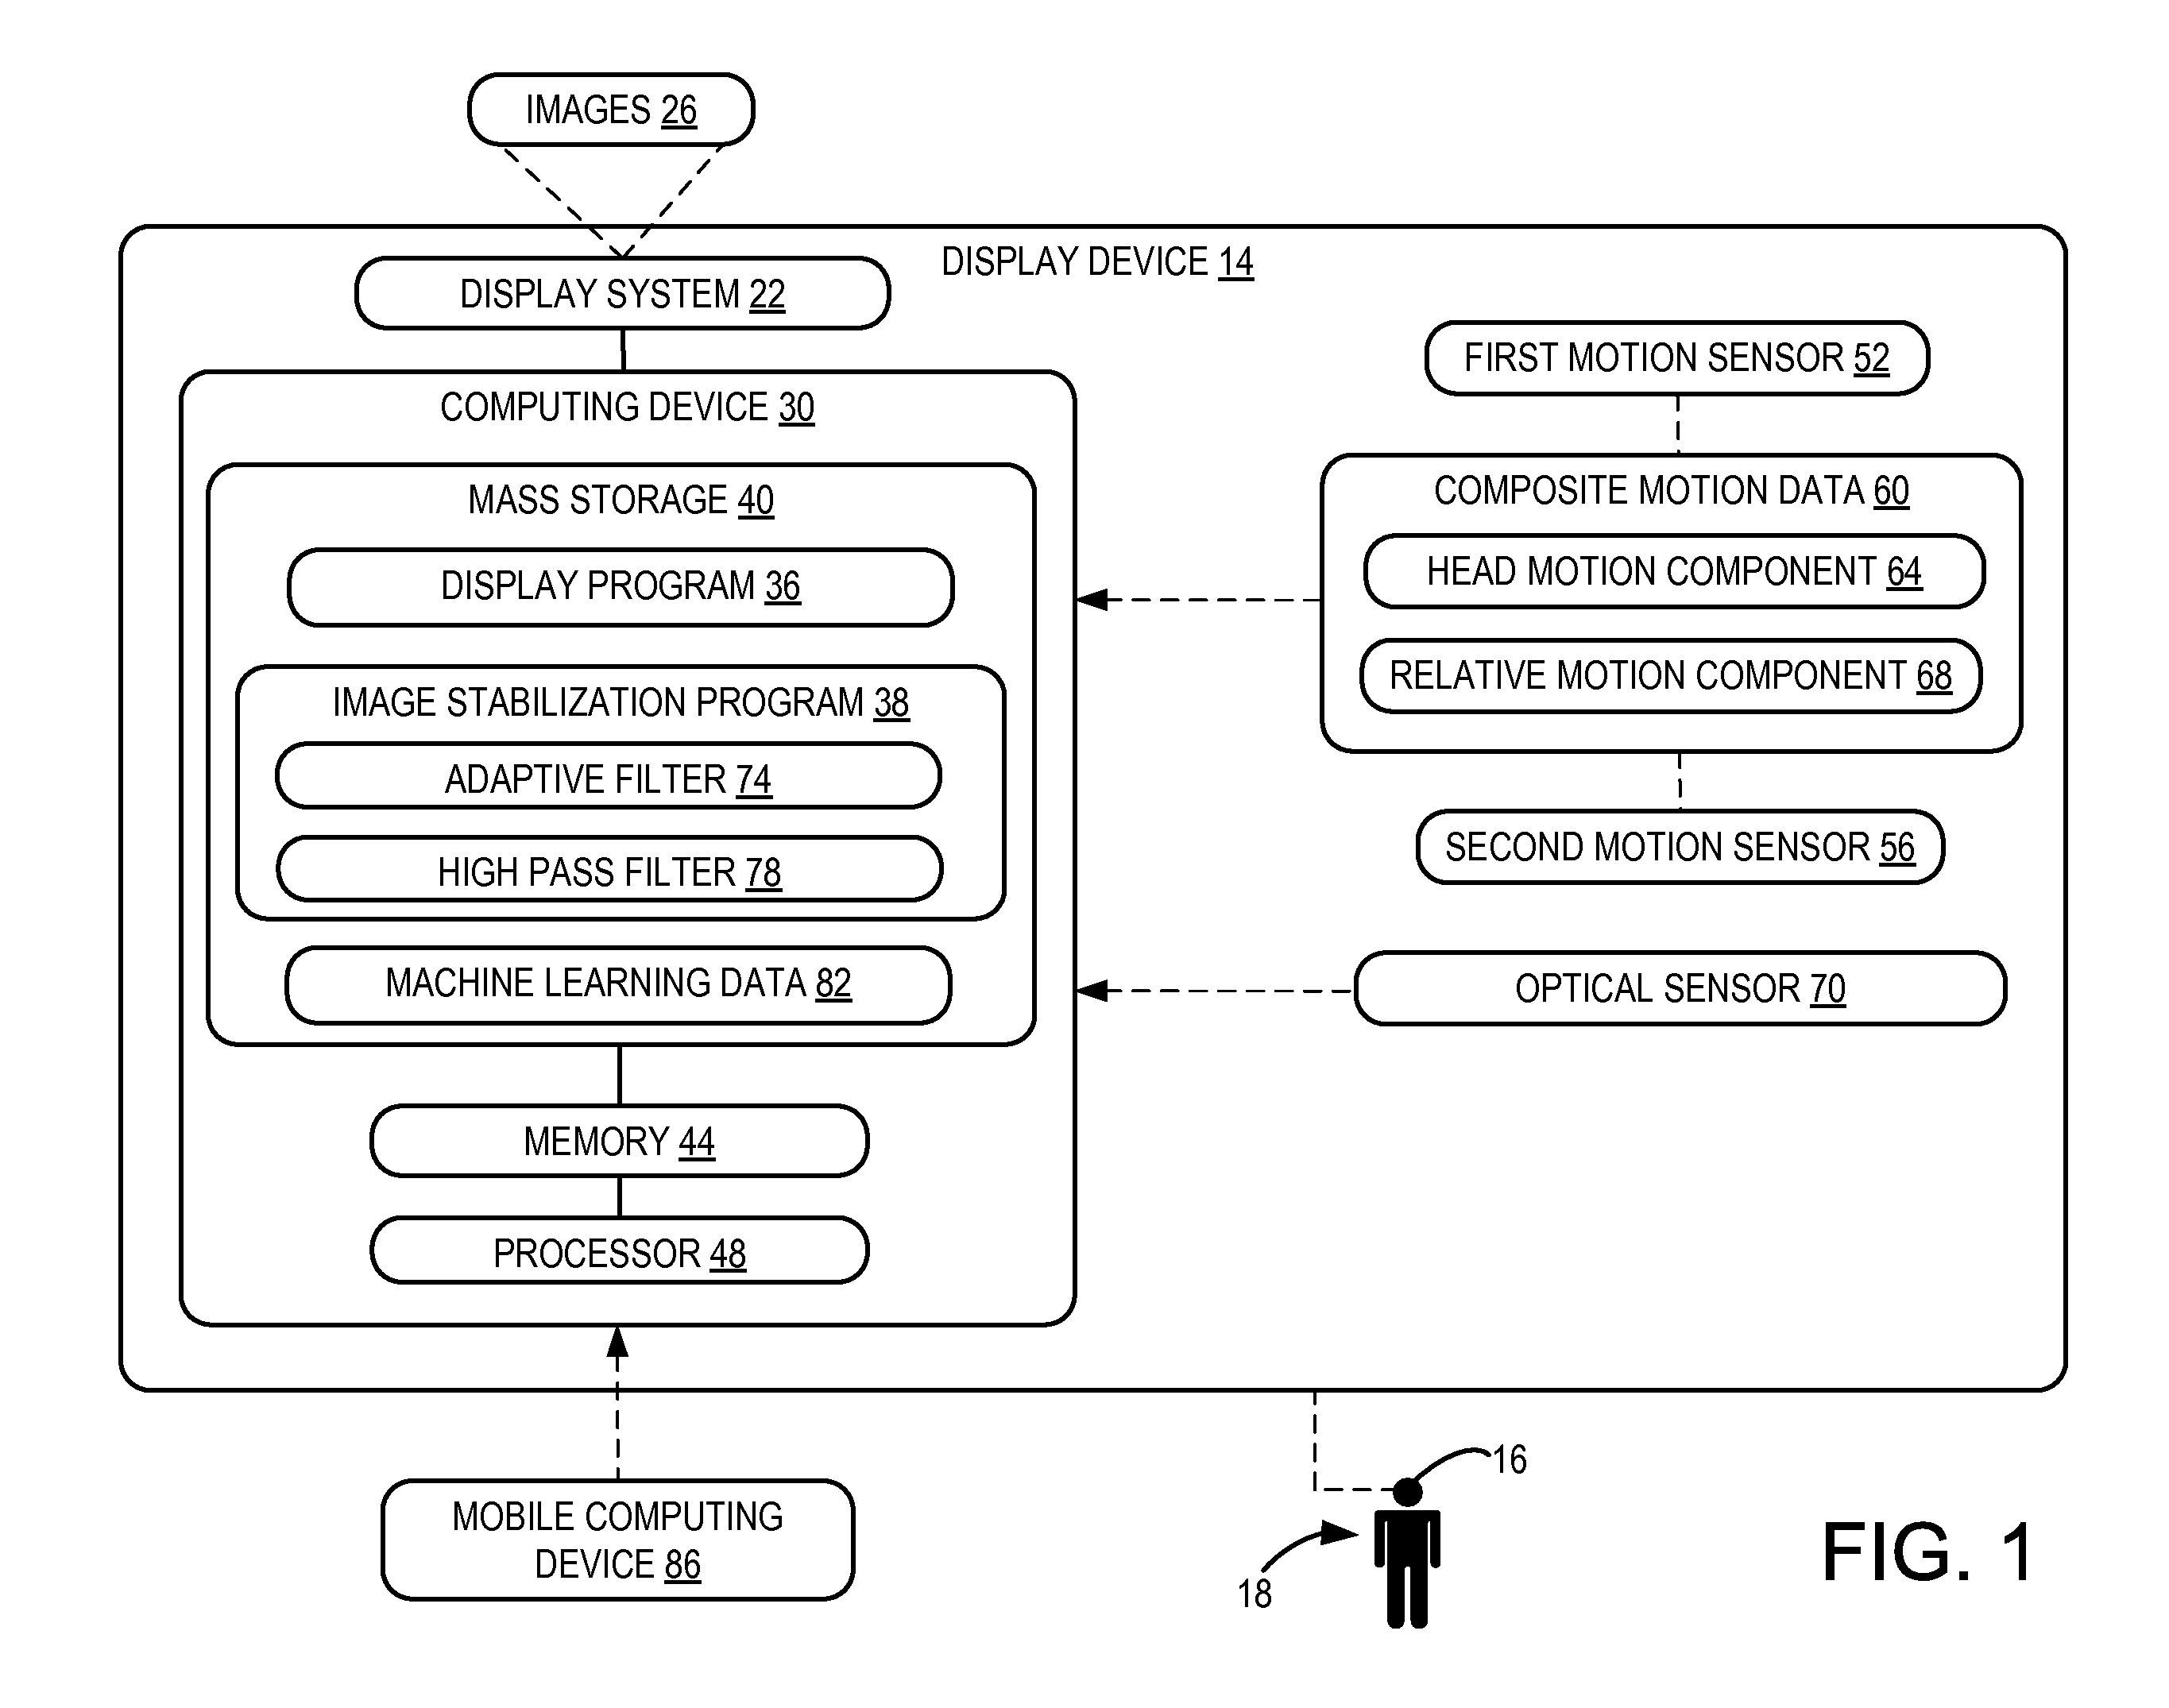 IMAGES 26
DISPLAY DEVICE 14
DISPLAY SYSTEM 22
COMPUTING DEVICE 30
MASS STORAGE 40
DISPLAY PROGRAM 36
IMAGE STABILIZATION PROGRAM 38
ADAPTIVE FILTER 74
HIGH PASS FILTER 78
MACHINE LEARNING DATA 82
MEMORY 44
PROCESSOR 48
FIRST MOTION SENSOR 52
COMPOSITE MOTION DATA 60
HEAD MOTION COMPONENT 64
RELATIVE MOTION COMPONENT 68
SECOND MOTION SENSOR 56
OPTICAL SENSOR 70
MOBILE COMPUTING
DEVICE 86
16
18
FIG. 1